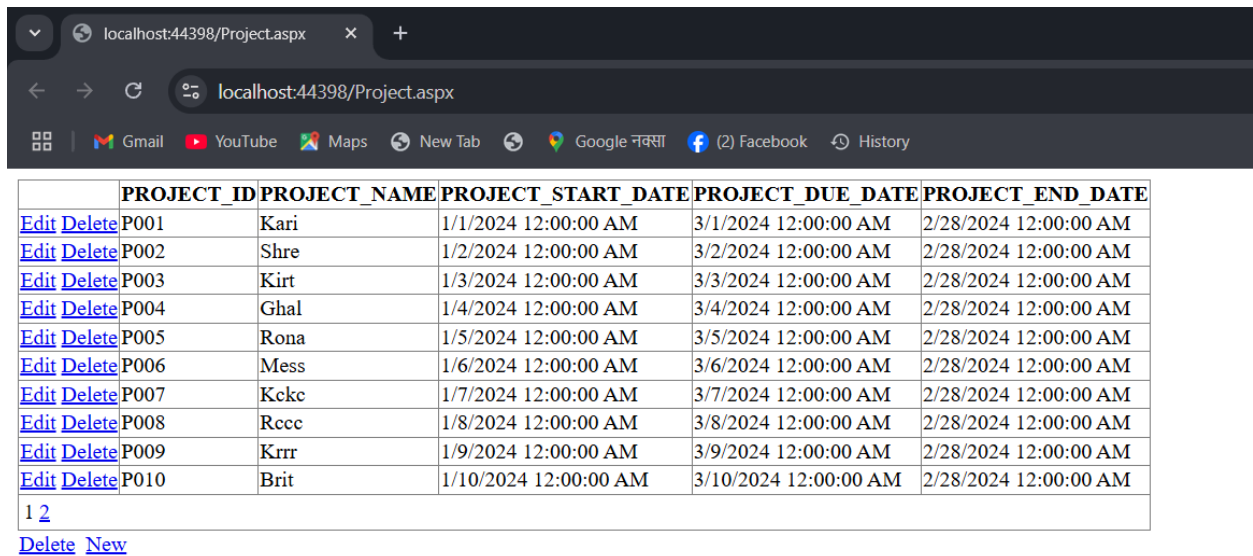 localhost:44398/Project.aspx
localhost:44398/Project.aspx
Gmail YouTube Maps New Tab Google नक्सा (2) Facebook History
PROJECT_ID PROJECT_NAME PROJECT_START_DATE PROJECT_DUE_DATE PROJECT_END_DATE
Edit Delete P001 Kari 1/1/2024 12:00:00 AM 3/1/2024 12:00:00 AM 2/28/2024 12:00:00 AM
Edit Delete P002 Shre 1/2/2024 12:00:00 AM 3/2/2024 12:00:00 AM 2/28/2024 12:00:00 AM
Edit Delete P003 Kirt 1/3/2024 12:00:00 AM 3/3/2024 12:00:00 AM 2/28/2024 12:00:00 AM
Edit Delete P004 Ghal 1/4/2024 12:00:00 AM 3/4/2024 12:00:00 AM 2/28/2024 12:00:00 AM
Edit Delete P005 Rona 1/5/2024 12:00:00 AM 3/5/2024 12:00:00 AM 2/28/2024 12:00:00 AM
Edit Delete P006 Mess 1/6/2024 12:00:00 AM 3/6/2024 12:00:00 AM 2/28/2024 12:00:00 AM
Edit Delete P007 Kckc 1/7/2024 12:00:00 AM 3/7/2024 12:00:00 AM 2/28/2024 12:00:00 AM
Edit Delete P008 Rccc 1/8/2024 12:00:00 AM 3/8/2024 12:00:00 AM 2/28/2024 12:00:00 AM
Edit Delete P009 Krrr 1/9/2024 12:00:00 AM 3/9/2024 12:00:00 AM 2/28/2024 12:00:00 AM
Edit Delete P010 Brit 1/10/2024 12:00:00 AM 3/10/2024 12:00:00 AM 2/28/2024 12:00:00 AM
1 2
Delete New